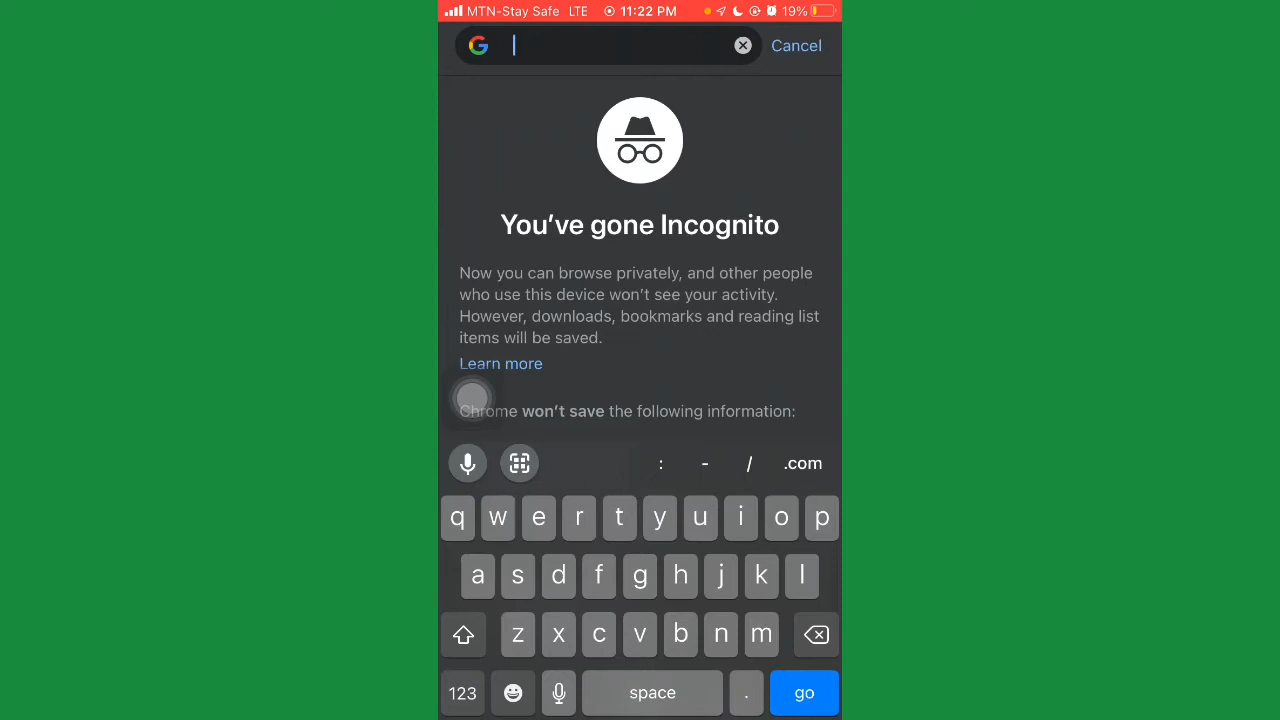 MTN-Stay Safe LTE 11:22 PM 19%
G Cancel
You've gone Incognito
Now you can browse privately, and other people
who use this device won't see your activity.
However, downloads, bookmarks and reading list
items will be saved.
Learn more
Chrome won't save the following information:
: - / .com
q w e r t y u i o p
a s d f g h j k l
z x c v b n m
123 space . go